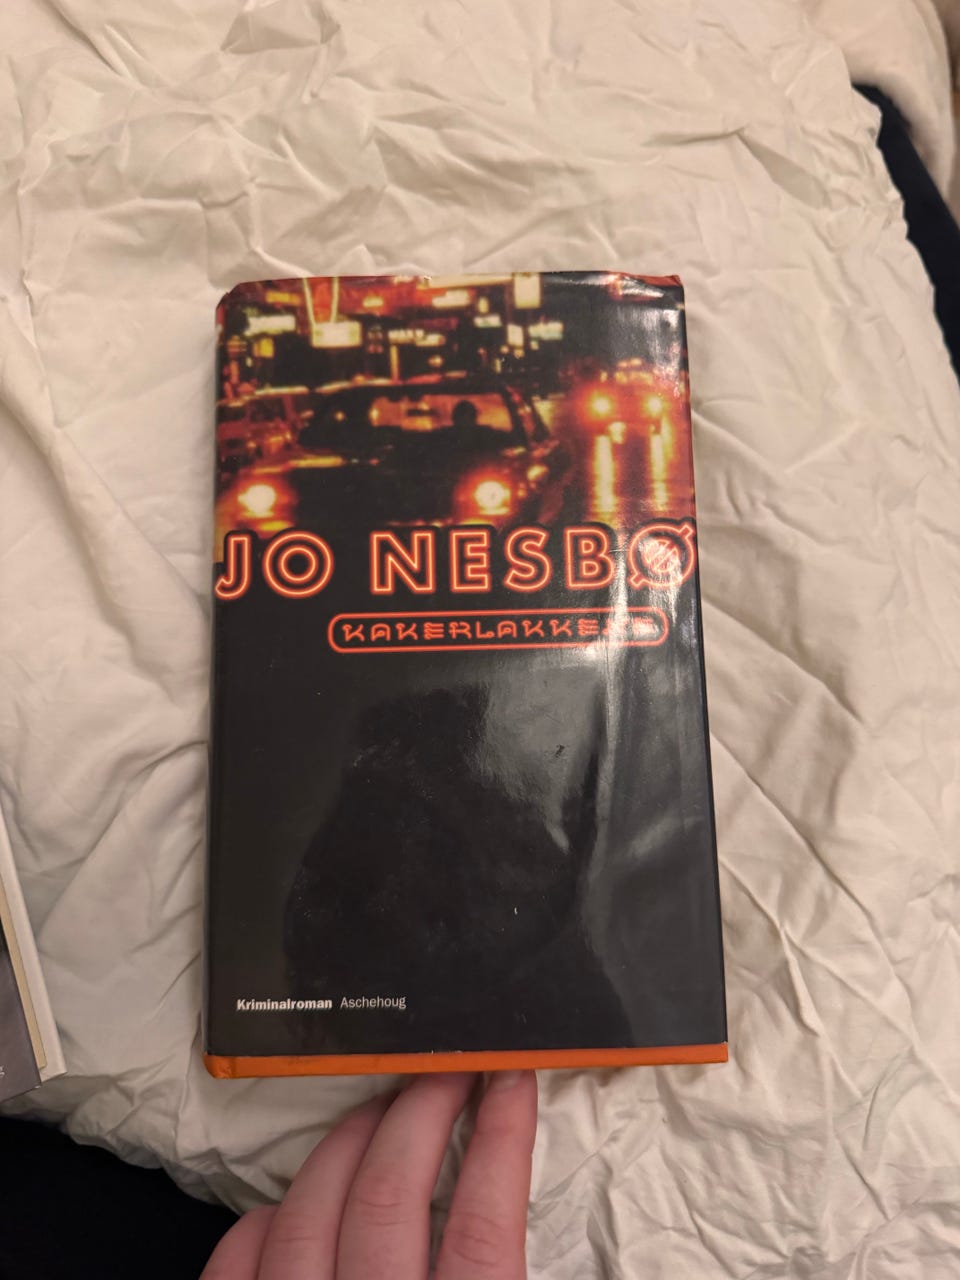 JO NESBØ
KAKERLAKKENE
Kriminalroman Aschehoug